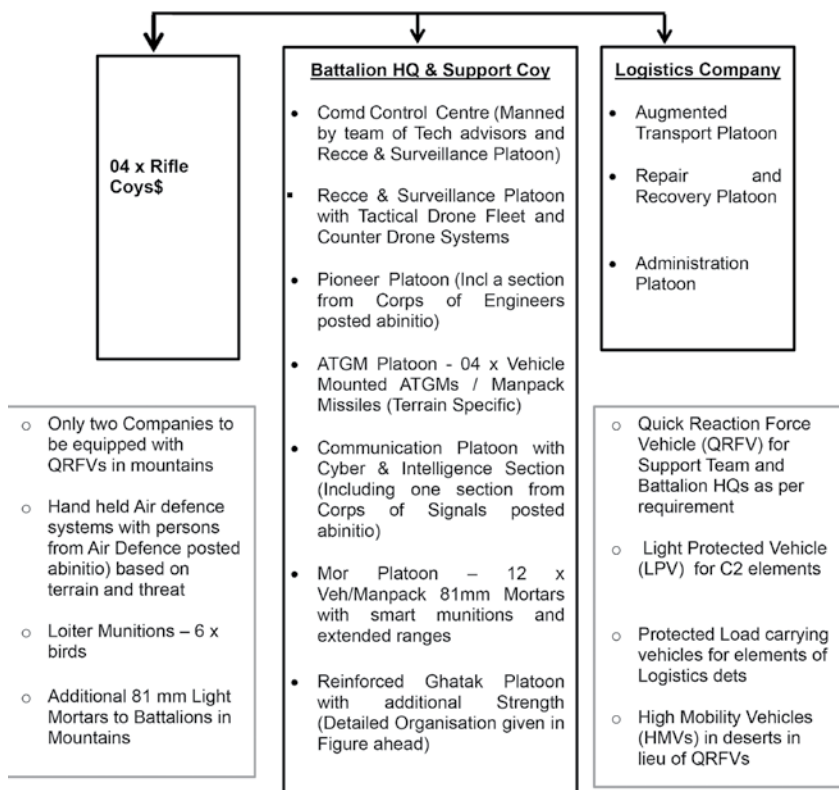 04 x Rifle
Coys$
Battalion HQ & Support Coy
• Comd Control Centre (Manned
by team of Tech advisors and
Recce & Surveillance Platoon)
▪ Recce & Surveillance Platoon
with Tactical Drone Fleet and
Counter Drone Systems
• Pioneer Platoon (Incl a section
from Corps of Engineers
posted abinitio)
• ATGM Platoon - 04 x Vehicle
Mounted ATGMs / Manpack
Missiles (Terrain Specific)
• Communication Platoon with
Cyber & Intelligence Section
(Including one section from
Corps of Signals posted
abinitio)
• Mor Platoon – 12 x
Veh/Manpack 81mm Mortars
with smart munitions and
extended ranges
• Reinforced Ghatak Platoon
with additional Strength
(Detailed Organisation given in
Figure ahead)
Logistics Company
• Augmented
Transport Platoon
• Repair and
Recovery Platoon
• Administration
Platoon
○ Only two Companies to
be equipped with
QRFVs in mountains
○ Hand held Air defence
systems with persons
from Air Defence posted
abinitio) based on
terrain and threat
○ Loiter Munitions – 6 x
birds
○ Additional 81 mm Light
Mortars to Battalions in
Mountains
○ Quick Reaction Force
Vehicle (QRFV) for
Support Team and
Battalion HQs as per
requirement
○ Light Protected Vehicle
(LPV) for C2 elements
○ Protected Load carrying
vehicles for elements of
Logistics dets
○ High Mobility Vehicles
(HMVs) in deserts in
lieu of QRFVs